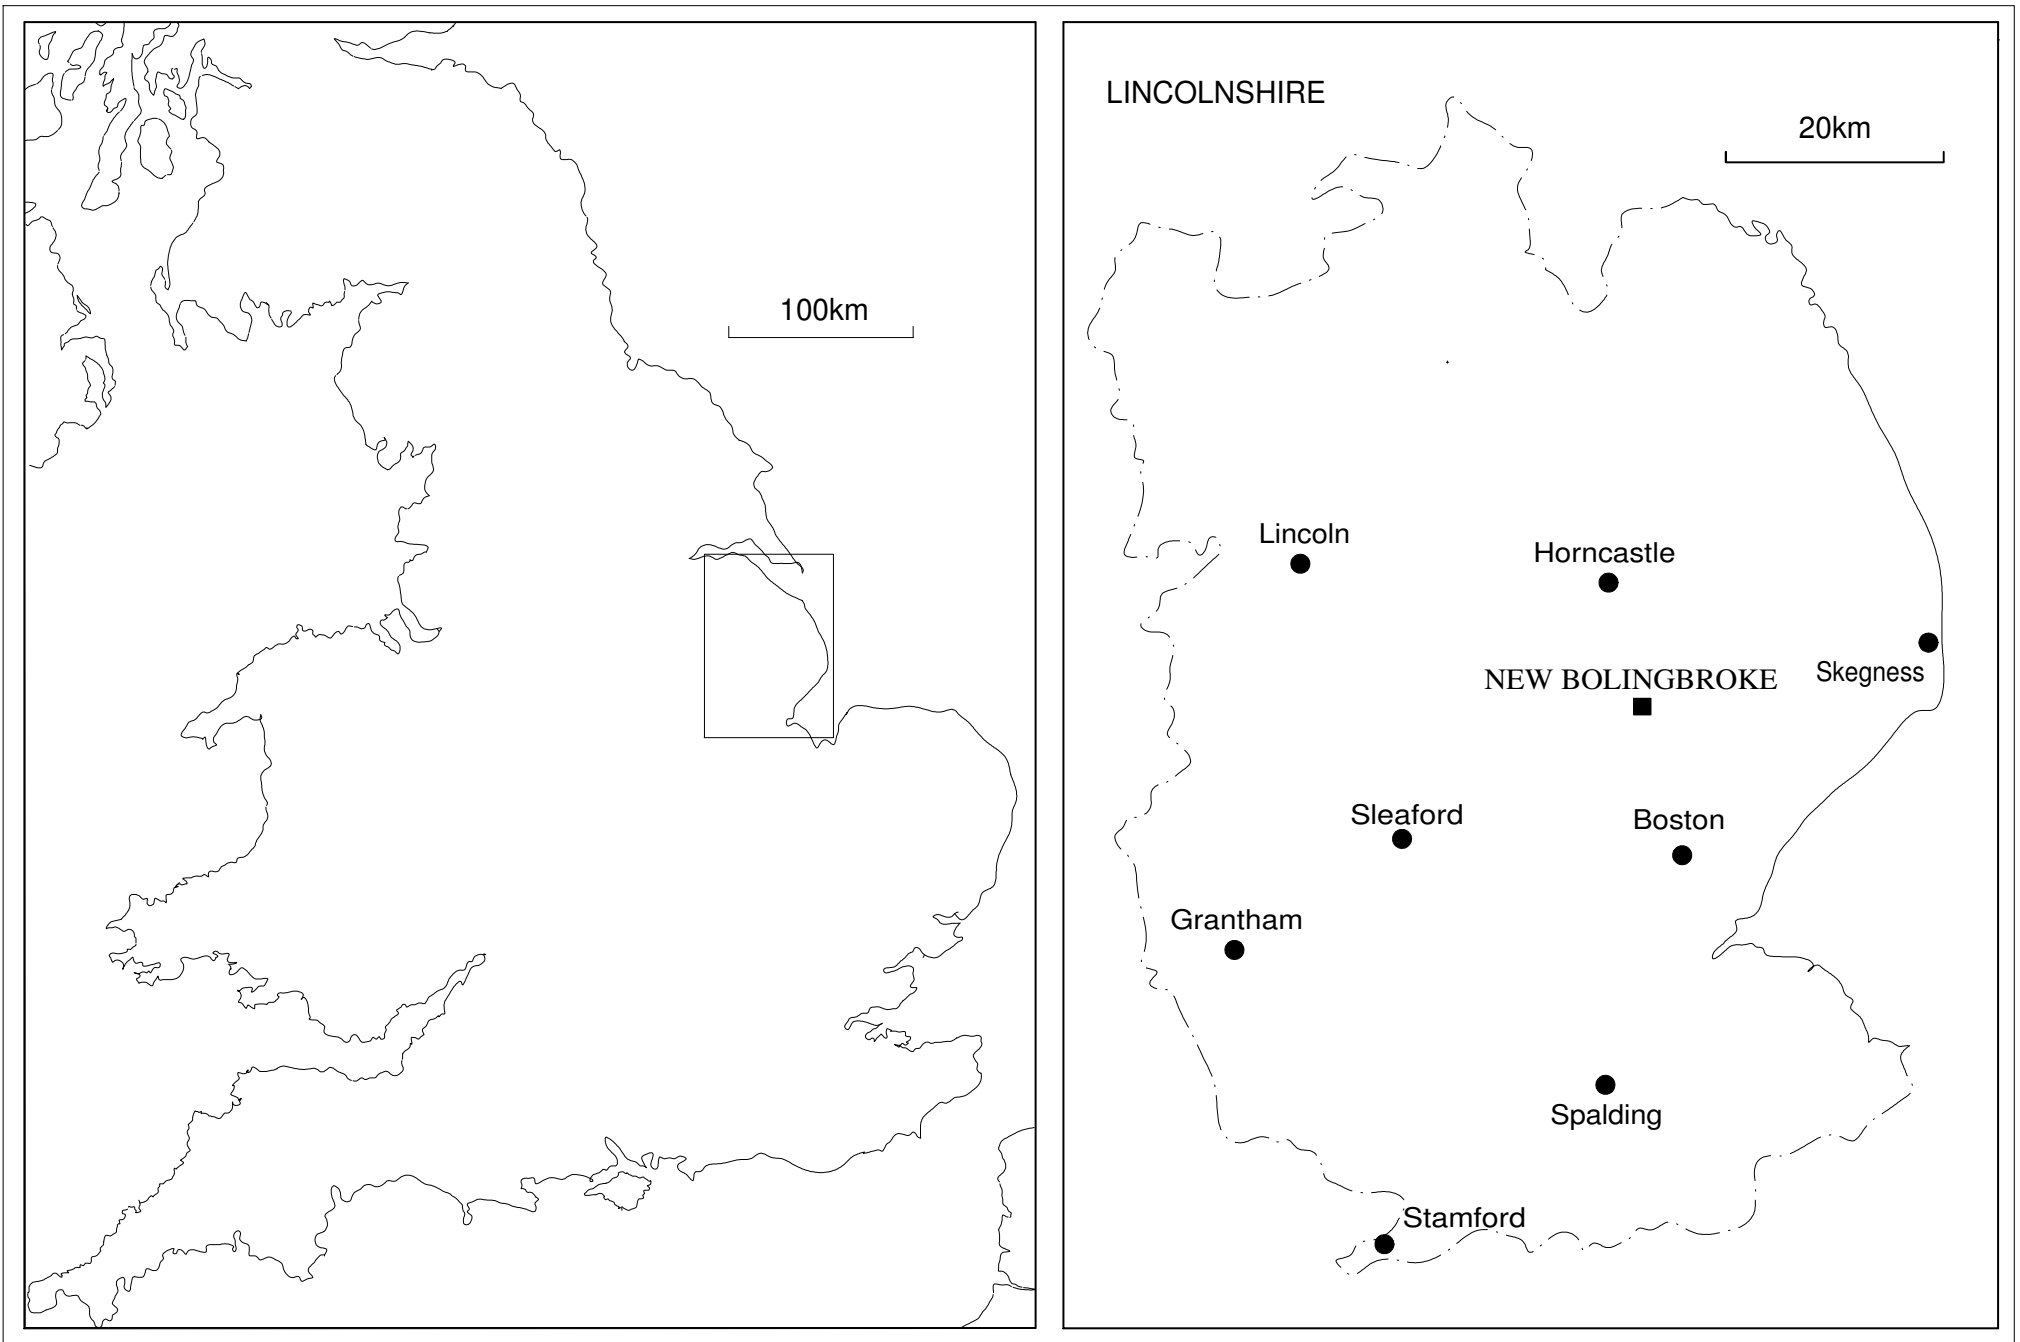 100km
LINCOLNSHIRE
20km
Lincoln
Horncastle
Skegness
NEW BOLINGBROKE
Sleaford
Boston
Grantham
Spalding
Stamford